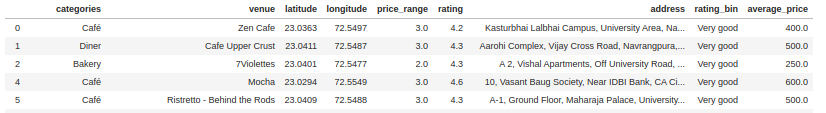 categories venue latitude longitude price_range rating address rating_bin average_price
0 Café Zen Cafe 23.0363 72.5497 3.0 4.2 Kasturbhai Lalbhai Campus, University Area, Na... Very good 400.0
1 Diner Cafe Upper Crust 23.0411 72.5487 3.0 4.3 Aarohi Complex, Vijay Cross Road, Navrangpura,... Very good 500.0
2 Bakery 7Violettes 23.0401 72.5477 2.0 4.3 A 2, Vishal Apartments, Off University Road, ... Very good 250.0
4 Café Mocha 23.0294 72.5549 3.0 4.6 10, Vasant Baug Society, Near IDBI Bank, CA Ci... Very good 600.0
5 Café Ristretto - Behind the Rods 23.0409 72.5488 3.0 4.3 A-1, Ground Floor, Maharaja Palace, University... Very good 500.0